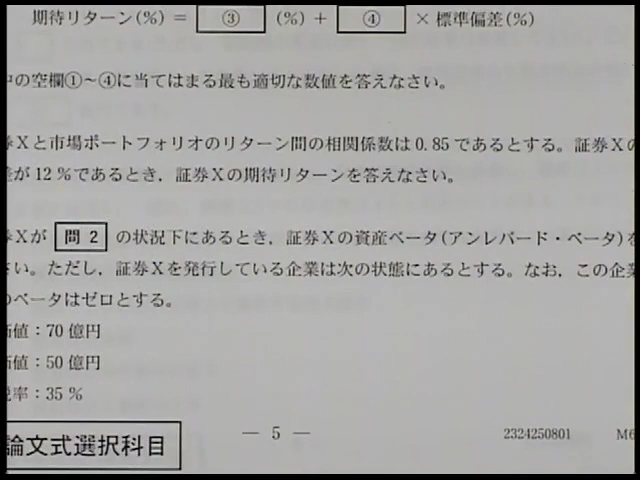 期待リターン(%) = ③ (%) + ④ × 標準偏差(%)
中の空欄①~④に当てはまる最も適切な数値を答えなさい。
券Xと市場ポートフォリオのリターン間の相関係数は0.85であるとする。証券Xの
差が12%であるとき,証券Xの期待リターンを答えなさい。
券Xが 問2 の状況下にあるとき,証券Xの資産ベータ(アンレバード・ベータ)を
さい。ただし,証券Xを発行している企業は次の状態にあるとする。なお,この企業
のベータはゼロとする。
価値:70億円
価値:50億円
税率:35%
― 5 ―
2324250801 M6
論文式選択科目